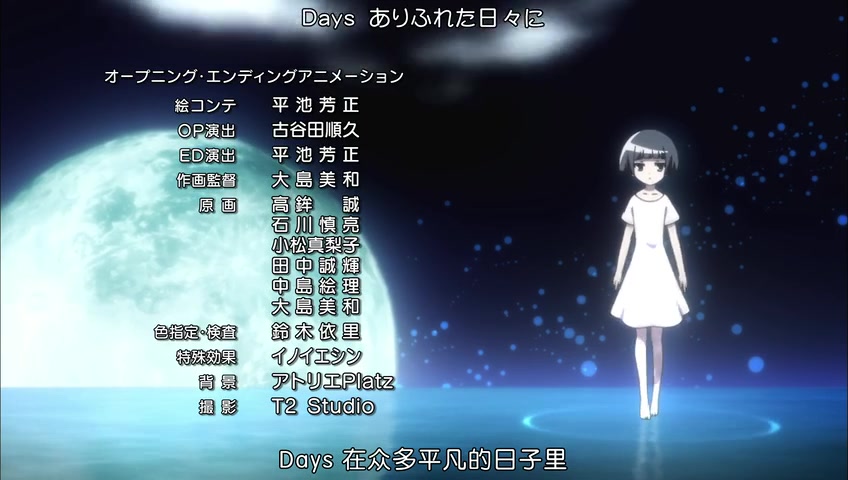 Days ありふれた日々に
オープニング・エンディングアニメーション
絵コンテ 平池芳正
OP演出 古谷田順久
ED演出 平池芳正
作画監督 大島美和
原画 高鉾 誠
石川慎亮
小松真梨子
田中誠輝
中島絵理
大島美和
色指定・検査 鈴木依里
特殊効果 イノイエシン
背景 アトリエPlatz
撮影 T2 Studio
Days 在众多平凡的日子里